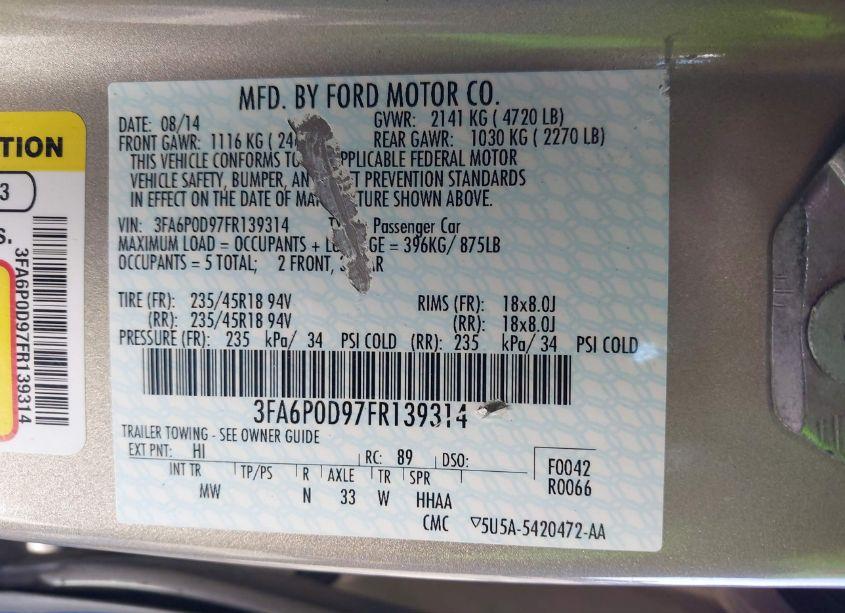 MFD. BY FORD MOTOR CO.
DATE: 08/14 GVWR: 2141 KG ( 4720 LB)
FRONT GAWR: 1116 KG ( REAR GAWR: 1030 KG ( 2270 LB)
THIS VEHICLE CONFORMS TO APPLICABLE FEDERAL MOTOR
VEHICLE SAFETY, BUMPER, AN PREVENTION STANDARDS
IN EFFECT ON THE DATE OF MA TURE SHOWN ABOVE.
VIN: 3FA6P0D97FR139314 Passenger Car
MAXIMUM LOAD = OCCUPANTS + L GE = 396KG/ 875LB
OCCUPANTS = 5 TOTAL; 2 FRONT, AR
TIRE (FR): 235/45R18 94V RIMS (FR): 18x8.0J
(RR): 235/45R18 94V (RR): 18x8.0J
PRESSURE (FR): 235 kPa/ 34 PSI COLD (RR): 235 kPa/ 34 PSI COLD
3FA6P0D97FR139314
TRAILER TOWING - SEE OWNER GUIDE
EXT PNT: HI RC: 89 DSO: F0042
INT TR TP/PS R AXLE TR SPR R0066
MW N 33 W HHAA
CMC 5U5A-5420472-AA
TION
3
S.
3FA6P0D97FR139314